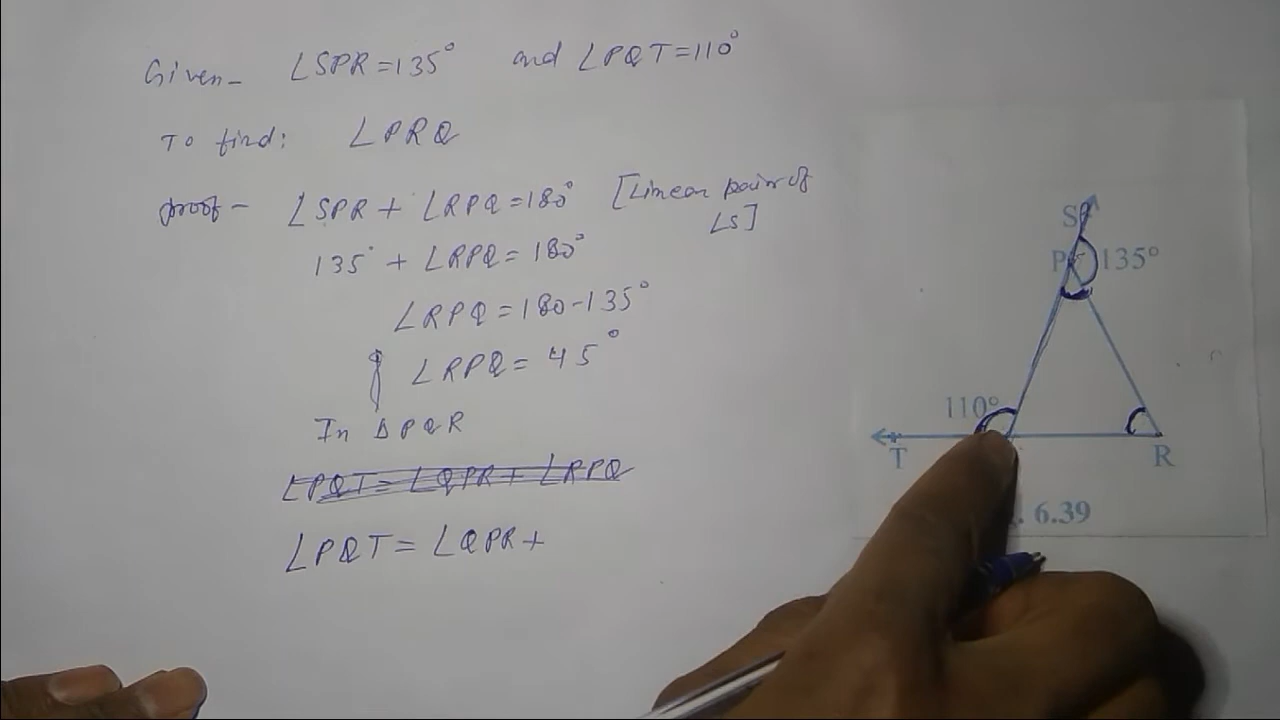 Given- ∠SPR = 135° and ∠PQT = 110°
To find: ∠PRQ
proof- ∠SPR + ∠RPQ = 180° [Linear pair of
∠S]
135° + ∠RPQ = 180°
∠RPQ = 180-135°
∠RPQ = 45°
In ΔPQR
∠PQT = ∠QPR + ∠RPQ
∠PQT = ∠QPR +
S
P 135°
110°
T R
. 6.39